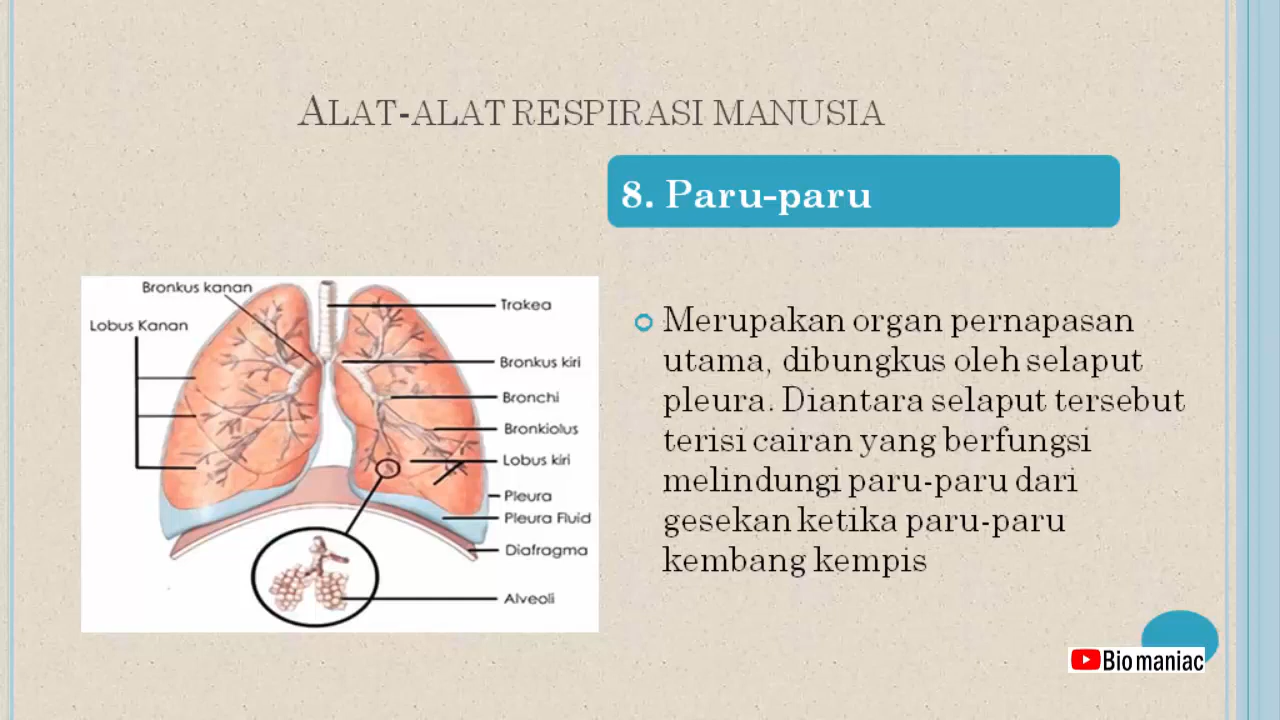 ALAT-ALAT RESPIRASI MANUSIA
8. Paru-paru
Bronkus kanan
Lobus Kanan
Trakea
Bronkus kiri
Bronchi
Bronkiolus
Lobus kiri
Pleura
Pleura Fluid
Diafragma
Alveoli
Merupakan organ pernapasan
utama, dibungkus oleh selaput
pleura. Diantara selaput tersebut
terisi cairan yang berfungsi
melindungi paru-paru dari
gesekan ketika paru-paru
kembang kempis
Bio maniac